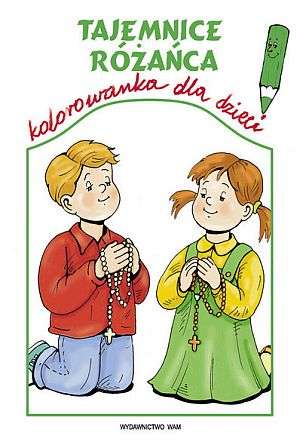 TAJEMNICE
RÓŻAŃCA
kolorowanka dla dzieci
WYDAWNICTWO WAM